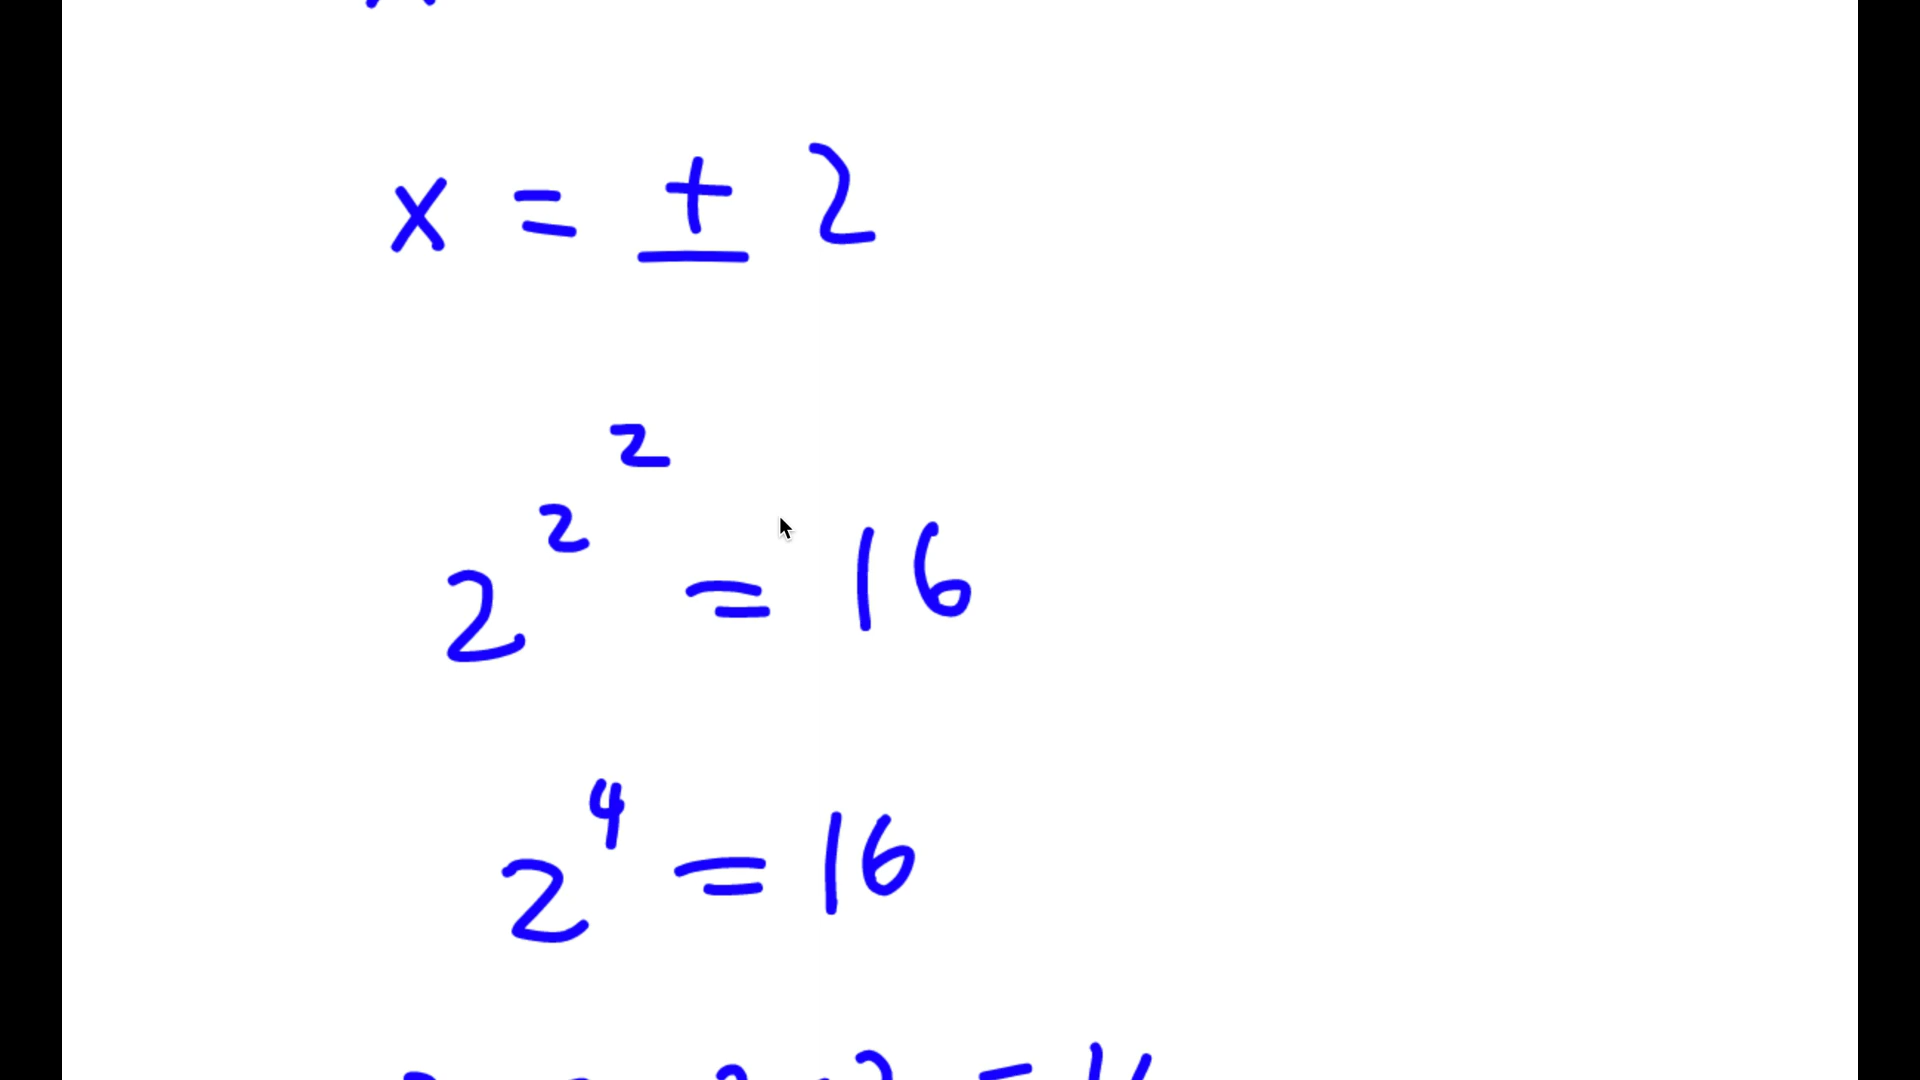 x = ± 2
2^2^2 = 16
2^4 = 16